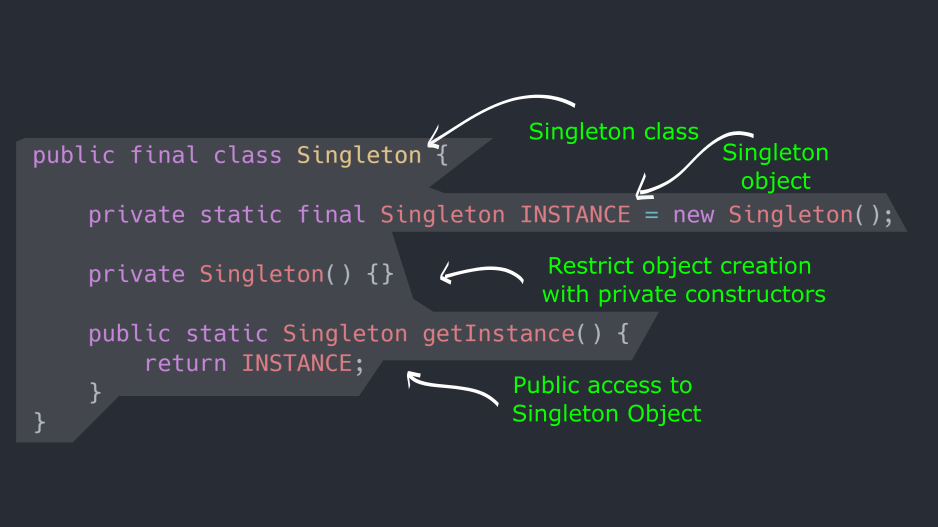 public final class Singleton {
Singleton class
Singleton
object
private static final Singleton INSTANCE = new Singleton();
private Singleton() {}
Restrict object creation
with private constructors
public static Singleton getInstance() {
return INSTANCE;
}
Public access to
Singleton Object
}